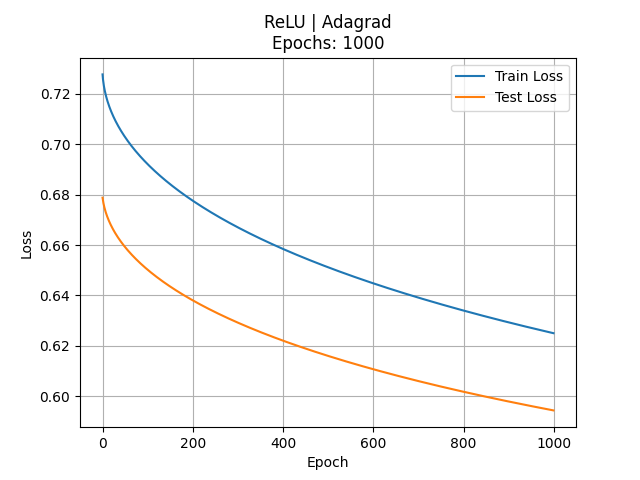 ReLU | Adagrad
Epochs: 1000
Train Loss
Test Loss
0.72
0.70
0.68
0.66
0.64
0.62
0.60
Loss
0 200 400 600 800 1000
Epoch